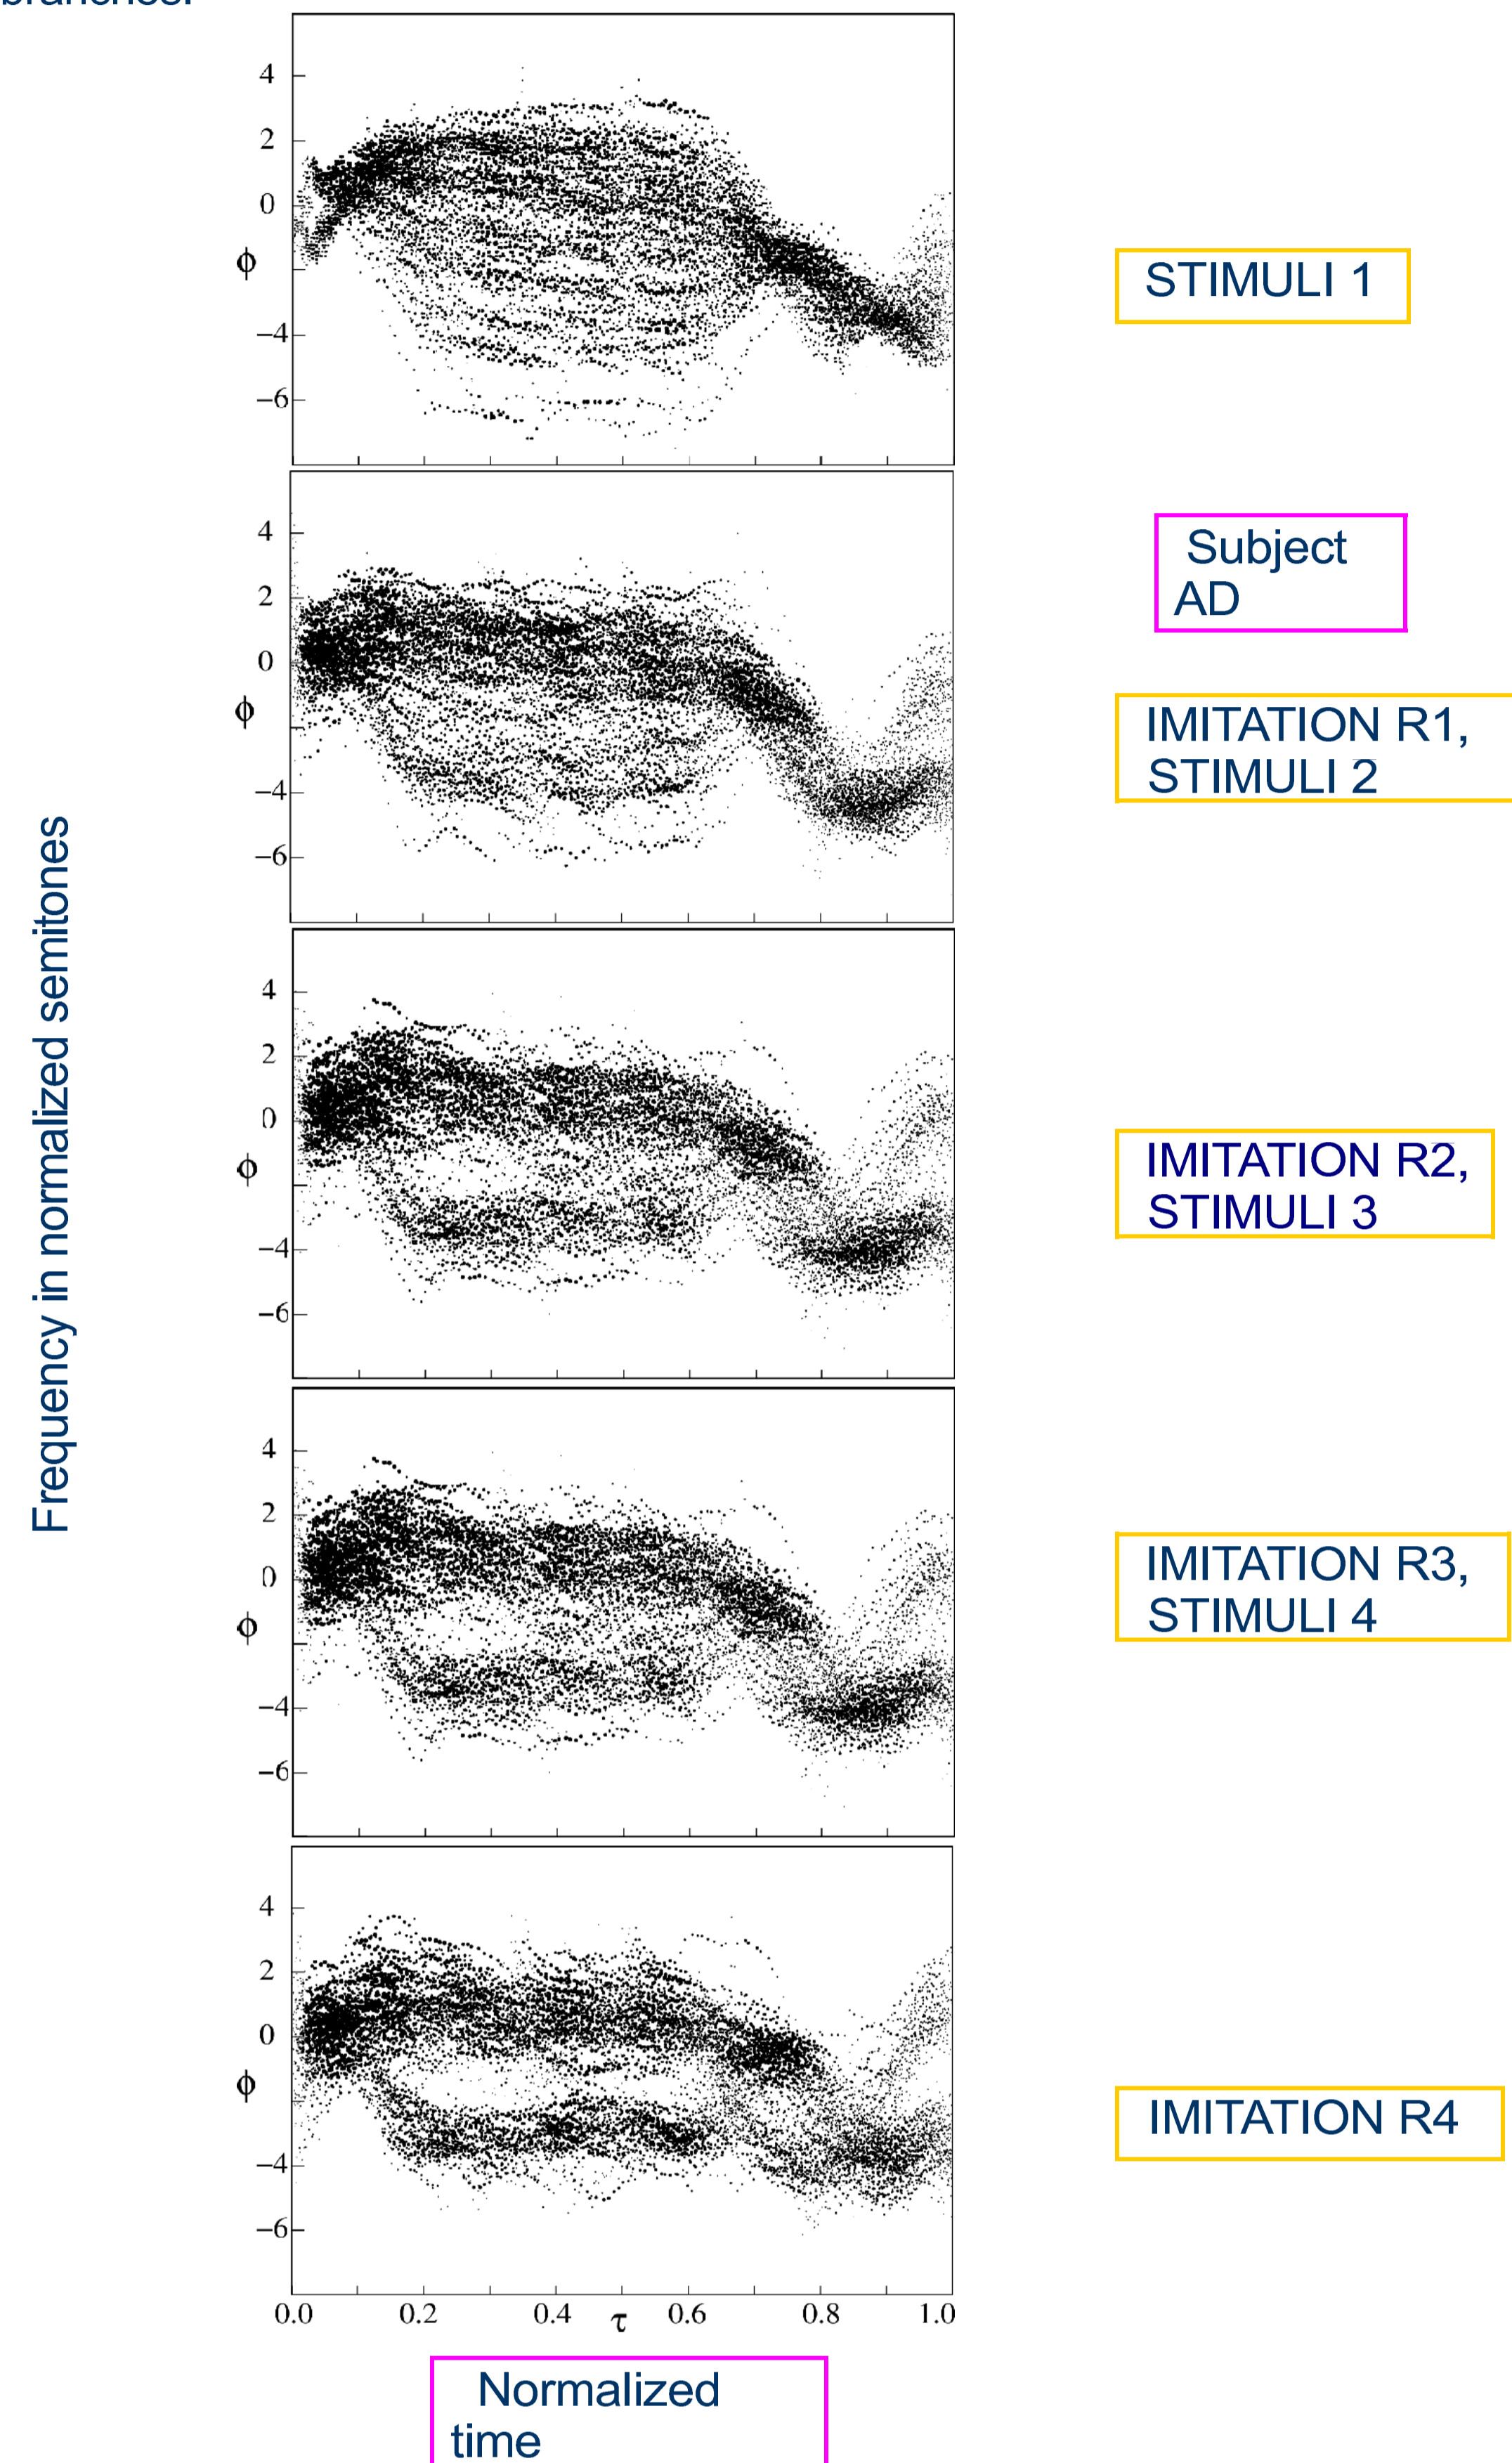 branches.
Frequency in normalized semitones
4
2
0
ϕ
−4
−6
STIMULI 1
4
2
0
ϕ
−4
−6
Subject
AD
IMITATION R1,
STIMULI 2
4
2
0
ϕ
−4
−6
IMITATION R2,
STIMULI 3
4
2
0
ϕ
−4
−6
IMITATION R3,
STIMULI 4
4
2
0
ϕ
−4
−6
IMITATION R4
0.0 0.2 0.4 τ 0.6 0.8 1.0
Normalized
time